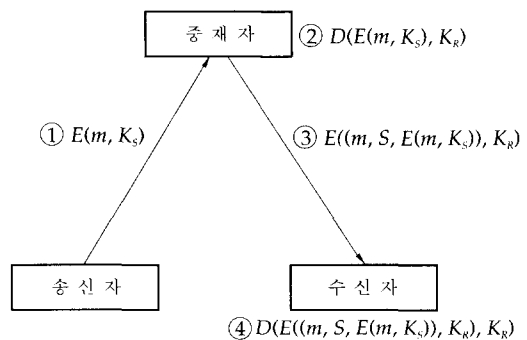 중 재 자
② D(E(m, K_S), K_R)
① E(m, K_S)
③ E((m, S, E(m, K_S)), K_R)
송 신 자
수 신 자
④ D(E((m, S, E(m, K_S)), K_R), K_R)